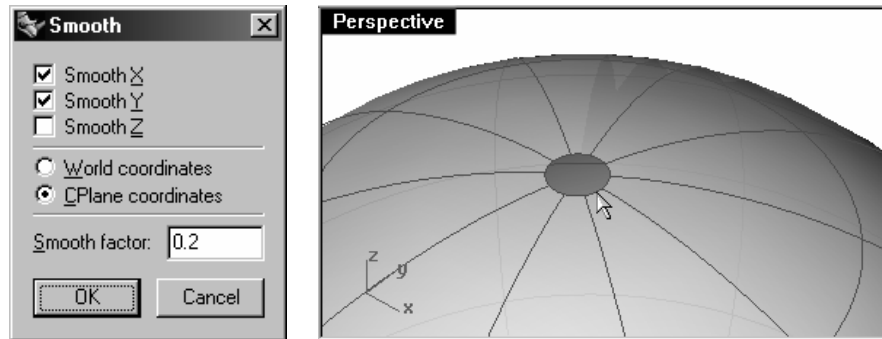 Smooth
Smooth X
Smooth Y
Smooth Z
World coordinates
CPlane coordinates
Smooth factor: 0.2
OK Cancel
Perspective
z
y
x